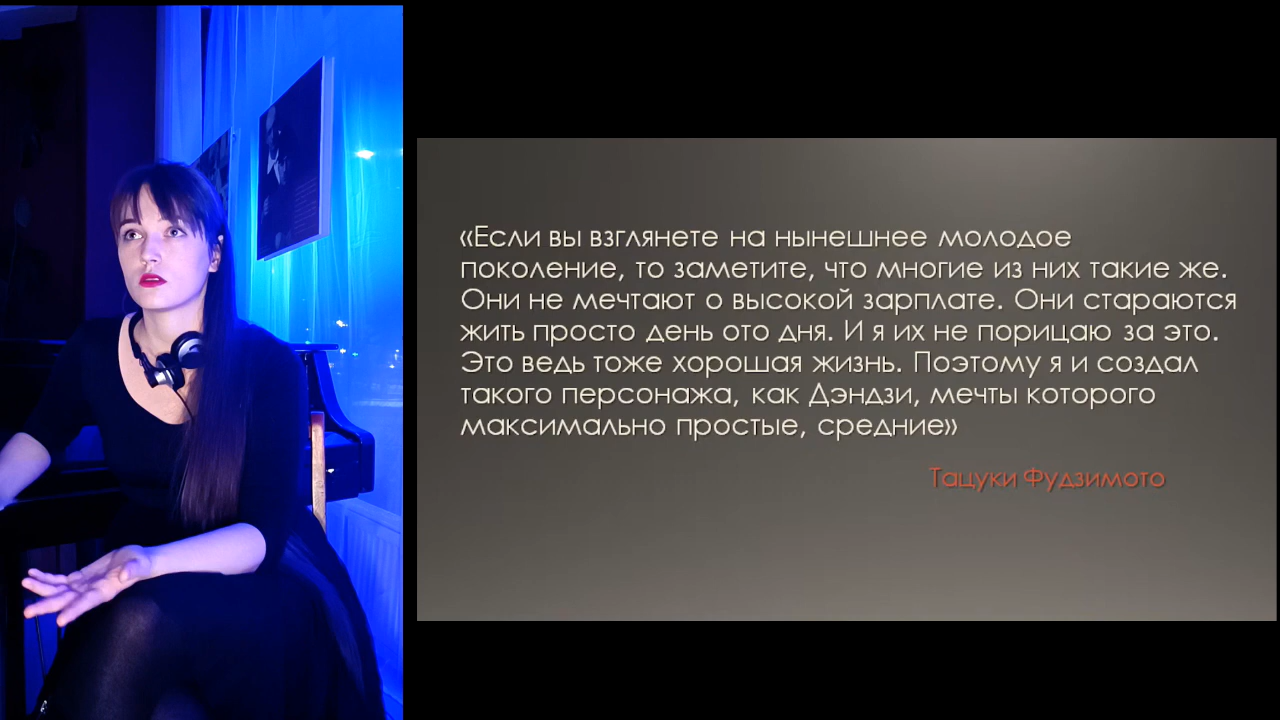 «Если вы взглянете на нынешнее молодое
поколение, то заметите, что многие из них такие же.
Они не мечтают о высокой зарплате. Они стараются
жить просто день ото дня. И я их не порицаю за это.
Это ведь тоже хорошая жизнь. Поэтому я и создал
такого персонажа, как Дэндзи, мечты которого
максимально простые, средние»
Тацуки Фудзимото